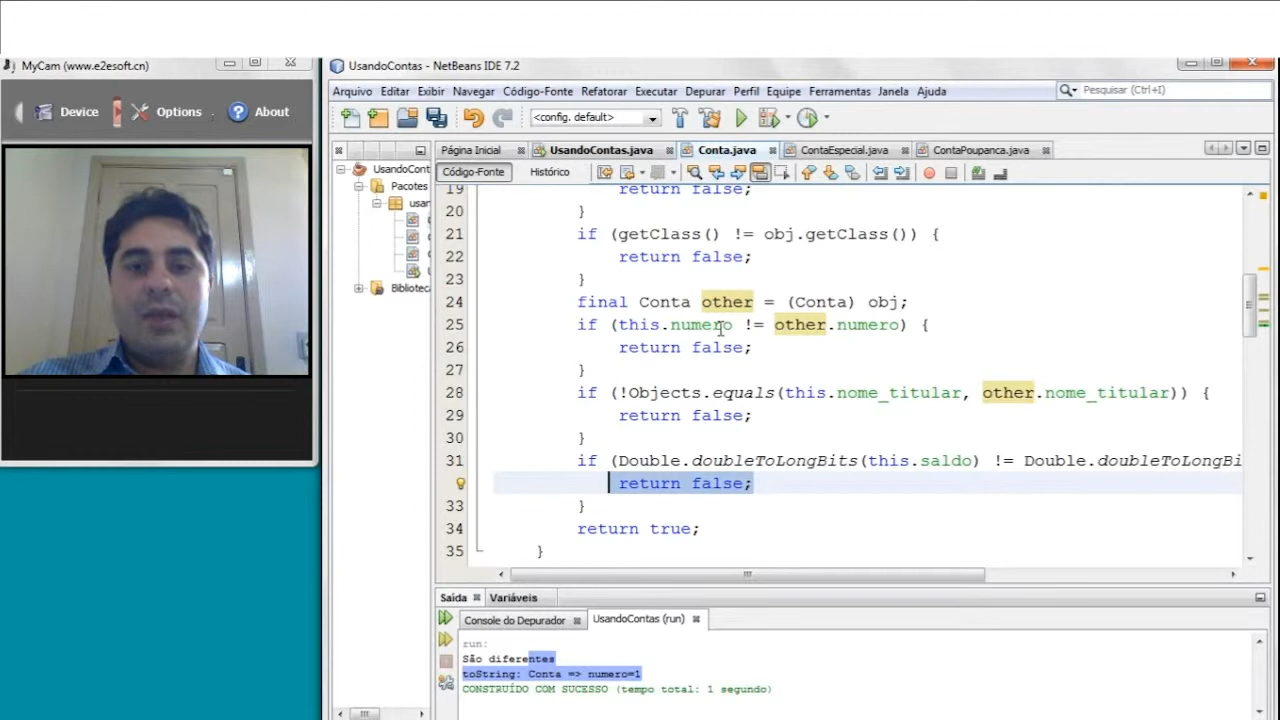 MyCam (www.e2esoft.cn)
Device
Options
About
UsandoContas - NetBeans IDE 7.2
Arquivo Editar Exibir Navegar Código-Fonte Refatorar Executar Depurar Perfil Equipe Ferramentas Janela Ajuda
Pesquisar (Ctrl+I)
<config. default>
Página Inicial
UsandoContas.java
Conta.java
ContaEspecial.java
ContaPoupanca.java
Código-Fonte
Histórico
UsandoCont
Pacotes
usan
Bibliotec
19 return false;
20 }
21 if (getClass() != obj.getClass()) {
22 return false;
23 }
24 final Conta other = (Conta) obj;
25 if (this.numero != other.numero) {
26 return false;
27 }
28 if (!Objects.equals(this.nome_titular, other.nome_titular)) {
29 return false;
30 }
31 if (Double.doubleToLongBits(this.saldo) != Double.doubleToLongBi
return false;
33 }
34 return true;
35 }
Saída
Variáveis
Console do Depurador
UsandoContas (run)
run:
São diferentes
toString: Conta => numero=1
CONSTRUÍDO COM SUCESSO (tempo total: 1 segundo)